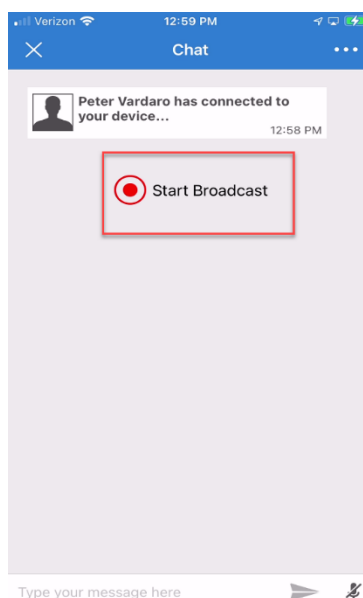 Verizon 12:59 PM
Chat
Peter Vardaro has connected to
your device...
12:58 PM
Start Broadcast
Type your message here